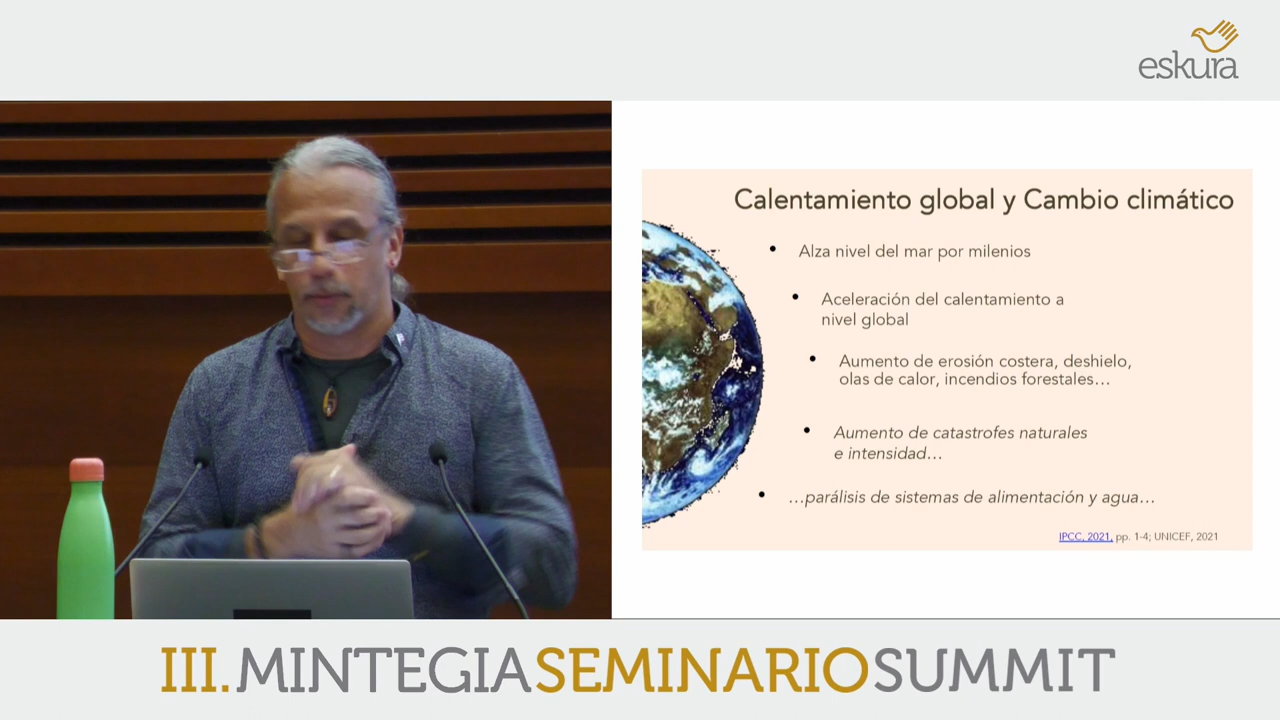 eskura
Calentamiento global y Cambio climático
• Alza nivel del mar por milenios
• Aceleración del calentamiento a
nivel global
• Aumento de erosión costera, deshielo,
olas de calor, incendios forestales…
• Aumento de catastrofes naturales
e intensidad…
• …parálisis de sistemas de alimentación y agua…
IPCC, 2021, pp. 1-4; UNICEF, 2021
III. MINTEGIA SEMINARIO SUMMIT